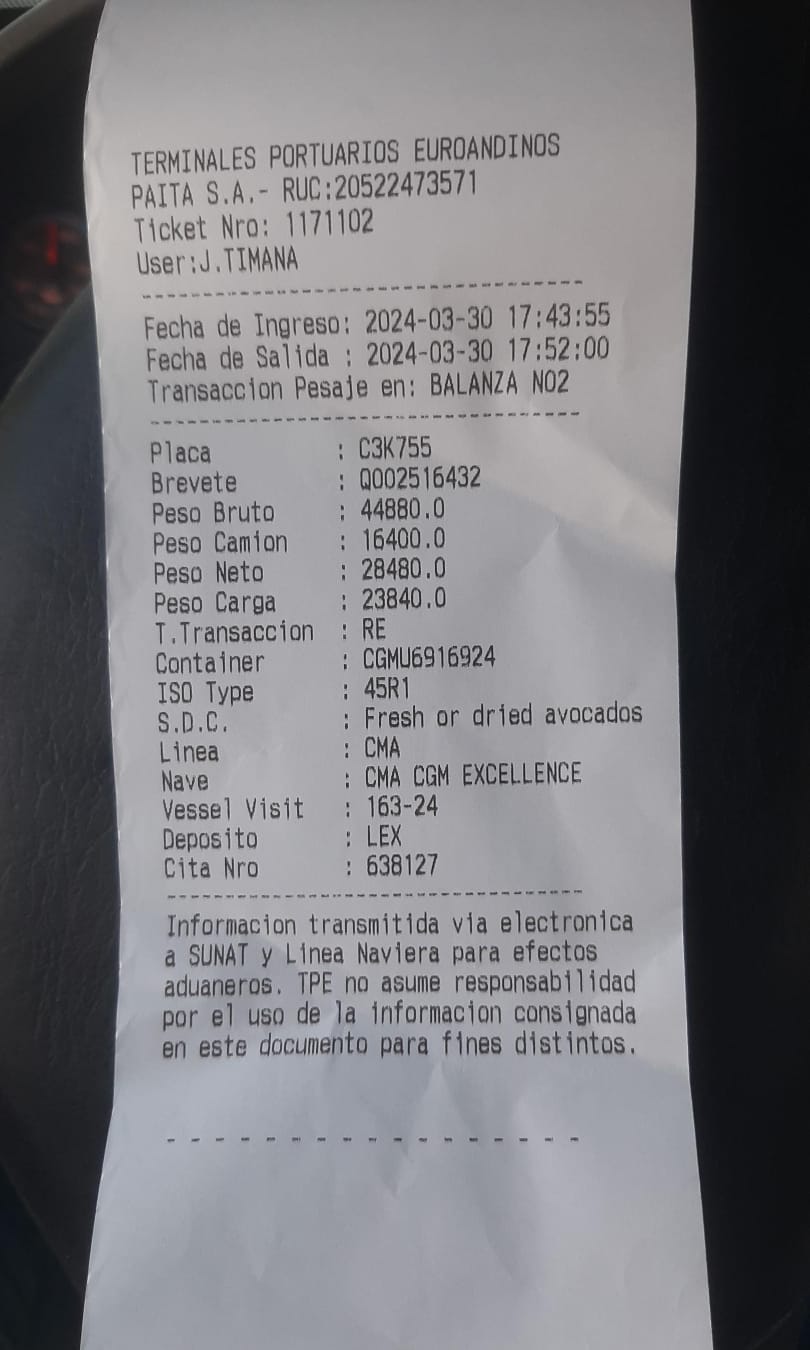 TERMINALES PORTUARIOS EUROANDINOS
PAITA S.A.- RUC:20522473571
Ticket Nro: 1171102
User:J.TIMANA
Fecha de Ingreso: 2024-03-30 17:43:55
Fecha de Salida : 2024-03-30 17:52:00
Transaccion Pesaje en: BALANZA NO2
Placa : C3K755
Brevete : Q002516432
Peso Bruto : 44880.0
Peso Camion : 16400.0
Peso Neto : 28480.0
Peso Carga : 23840.0
T.Transaccion : RE
Container : CGMU6916924
ISO Type : 45R1
S.D.C. : Fresh or dried avocados
Linea : CMA
Nave : CMA CGM EXCELLENCE
Vessel Visit : 163-24
Deposito : LEX
Cita Nro : 638127
Informacion transmitida via electronica
a SUNAT y Linea Naviera para efectos
aduaneros. TPE no asume responsabilidad
por el uso de la informacion consignada
en este documento para fines distintos.